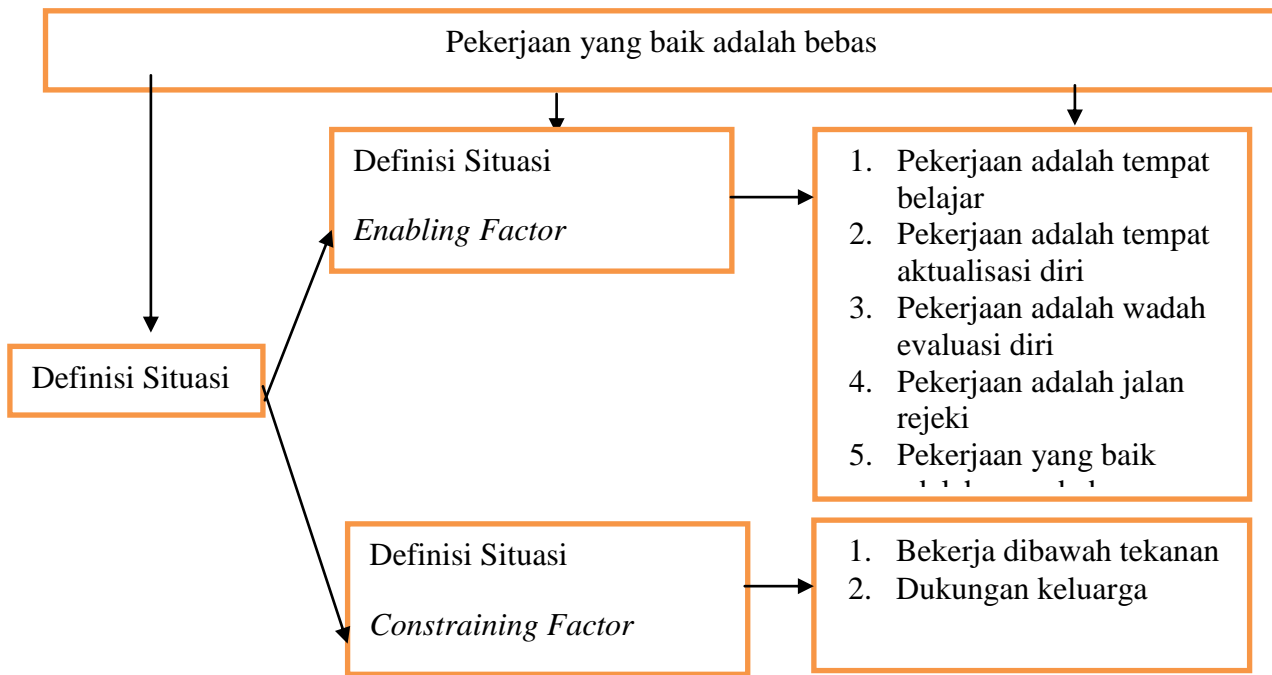 Pekerjaan yang baik adalah bebas
Definisi Situasi
Enabling Factor
1. Pekerjaan adalah tempat
belajar
2. Pekerjaan adalah tempat
aktualisasi diri
3. Pekerjaan adalah wadah
evaluasi diri
4. Pekerjaan adalah jalan
rejeki
5. Pekerjaan yang baik
Definisi Situasi
Definisi Situasi
Constraining Factor
1. Bekerja dibawah tekanan
2. Dukungan keluarga